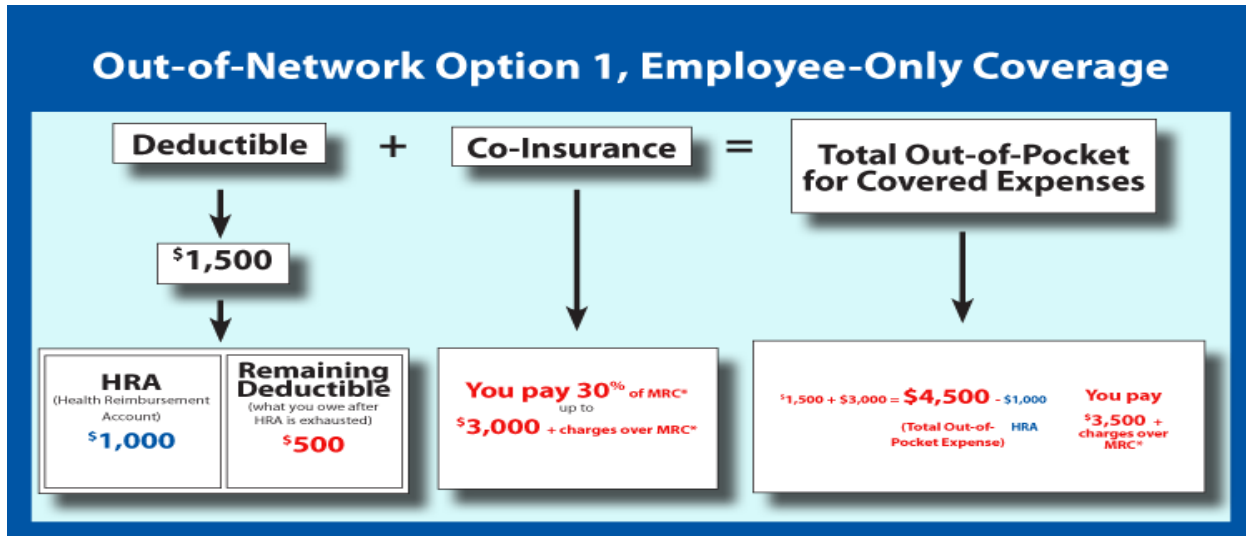 Out-of-Network Option 1, Employee-Only Coverage
Deductible + Co-Insurance = Total Out-of-Pocket
for Covered Expenses
$1,500
HRA
(Health Reimbursement
Account)
$1,000
Remaining
Deductible
(what you owe after
HRA is exhausted)
$500
You pay 30% of MRC*
up to
$3,000 + charges over MRC*
$1,500 + $3,000 = $4,500 - $1,000
(Total Out-of-
Pocket Expense)
HRA
You pay
$3,500 +
charges over
MRC*